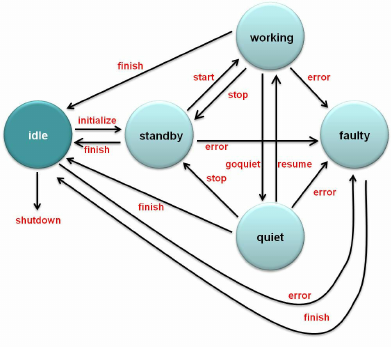 working
finish
start
error
stop
initialize
idle
standby
faulty
finish
error
goquiet
resume
stop
error
finish
shutdown
quiet
error
finish